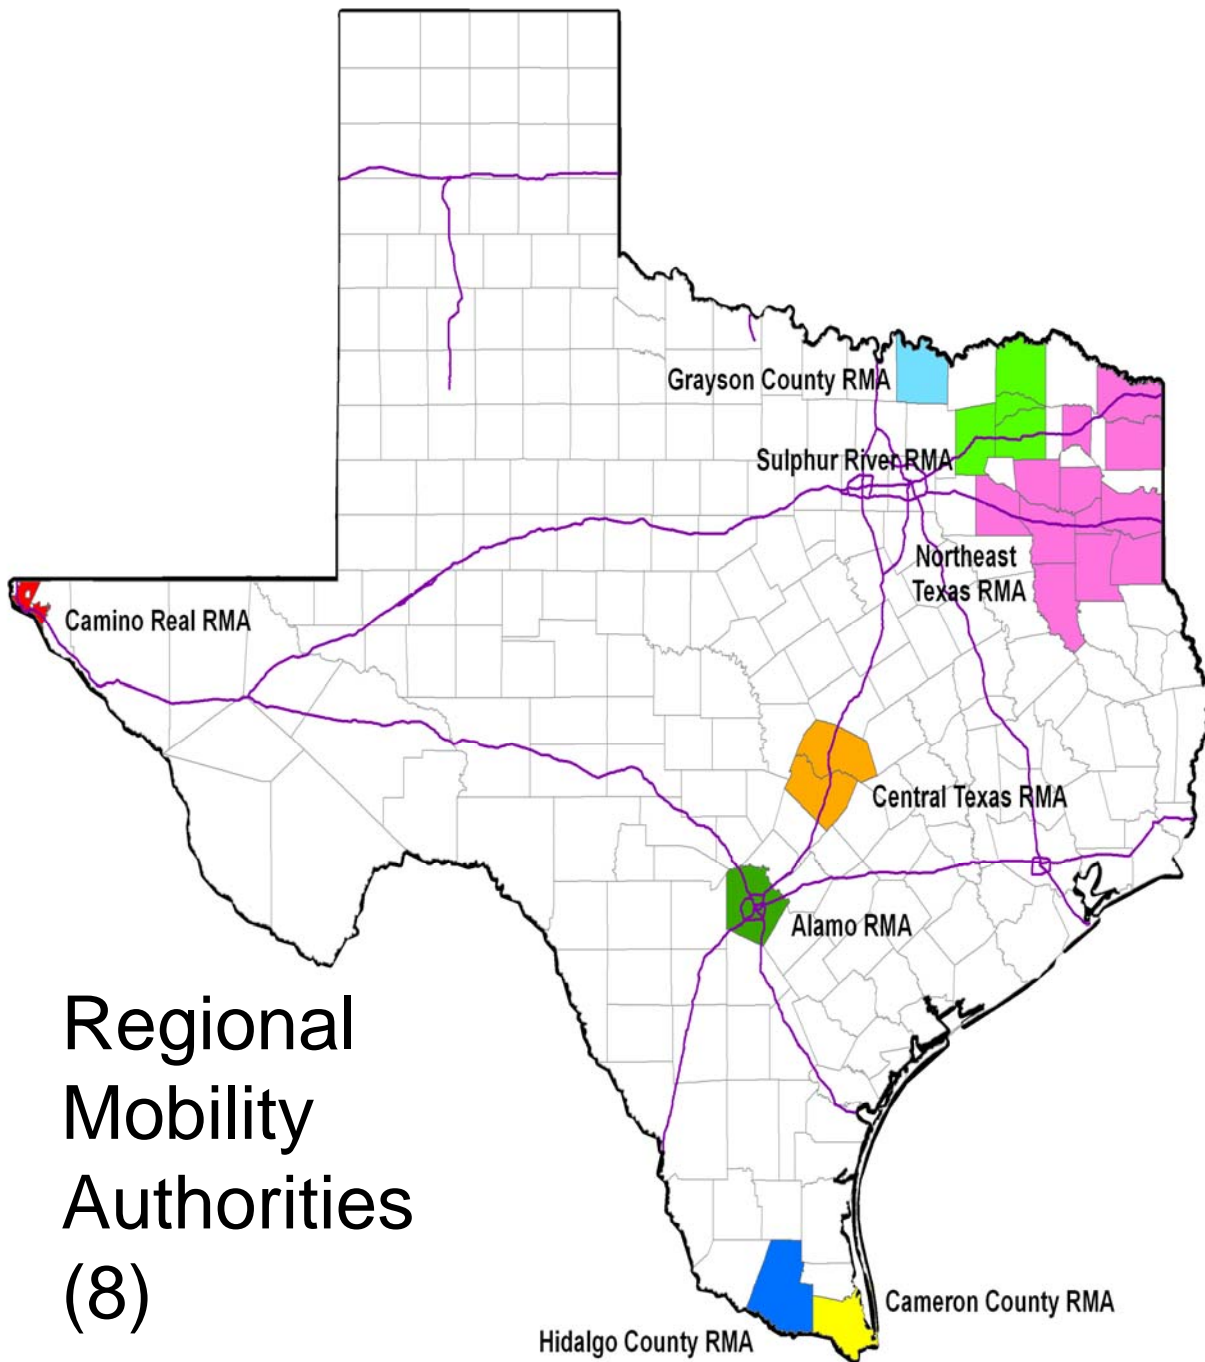 Grayson County RMA
Sulphur River RMA
Northeast
Texas RMA
Camino Real RMA
Central Texas RMA
Alamo RMA
Regional
Mobility
Authorities
(8)
Cameron County RMA
Hidalgo County RMA